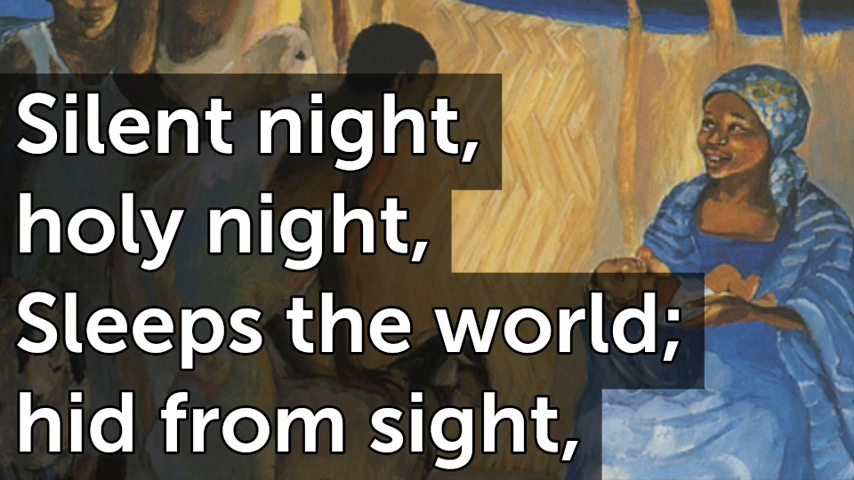 Silent night,
holy night,
Sleeps the world;
hid from sight,